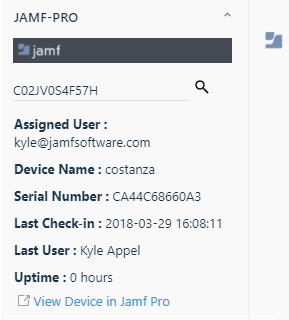 JAMF-PRO
jamf
C02JV0S4F57H
Assigned User :
kyle@jamfsoftware.com
Device Name : costanza
Serial Number : CA44C68660A3
Last Check-in : 2018-03-29 16:08:11
Last User : Kyle Appel
Uptime : 0 hours
View Device in Jamf Pro